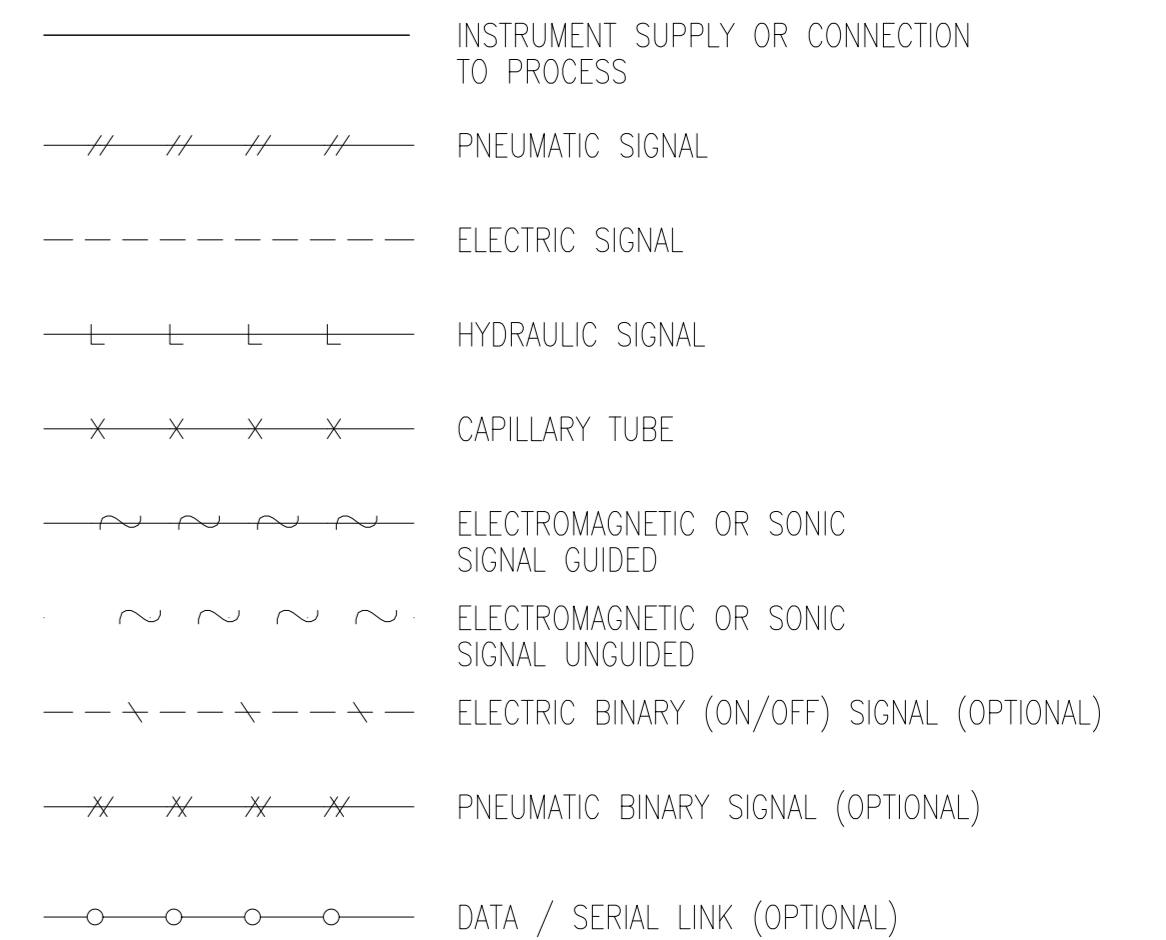 INSTRUMENT SUPPLY OR CONNECTION
TO PROCESS
PNEUMATIC SIGNAL
ELECTRIC SIGNAL
HYDRAULIC SIGNAL
CAPILLARY TUBE
ELECTROMAGNETIC OR SONIC
SIGNAL GUIDED
ELECTROMAGNETIC OR SONIC
SIGNAL UNGUIDED
ELECTRIC BINARY (ON/OFF) SIGNAL (OPTIONAL)
PNEUMATIC BINARY SIGNAL (OPTIONAL)
DATA / SERIAL LINK (OPTIONAL)